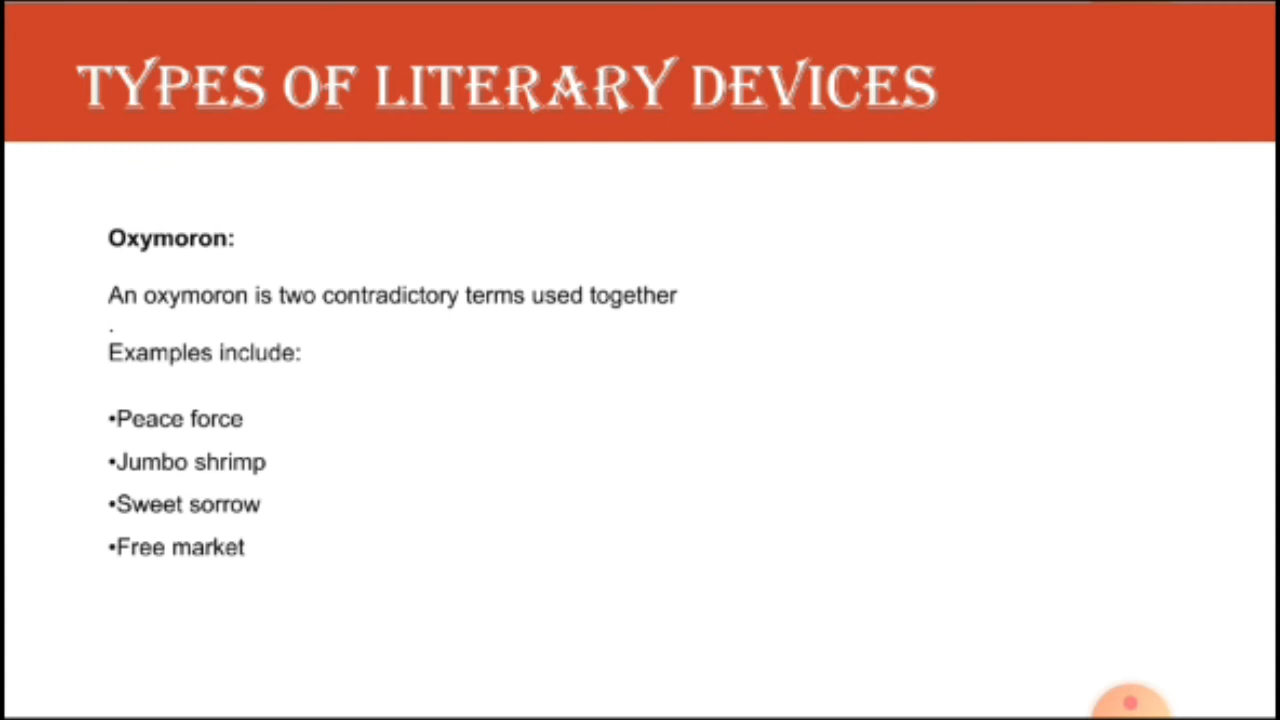 TYPES OF LITERARY DEVICES
Oxymoron:
An oxymoron is two contradictory terms used together
.
Examples include:
•Peace force
•Jumbo shrimp
•Sweet sorrow
•Free market